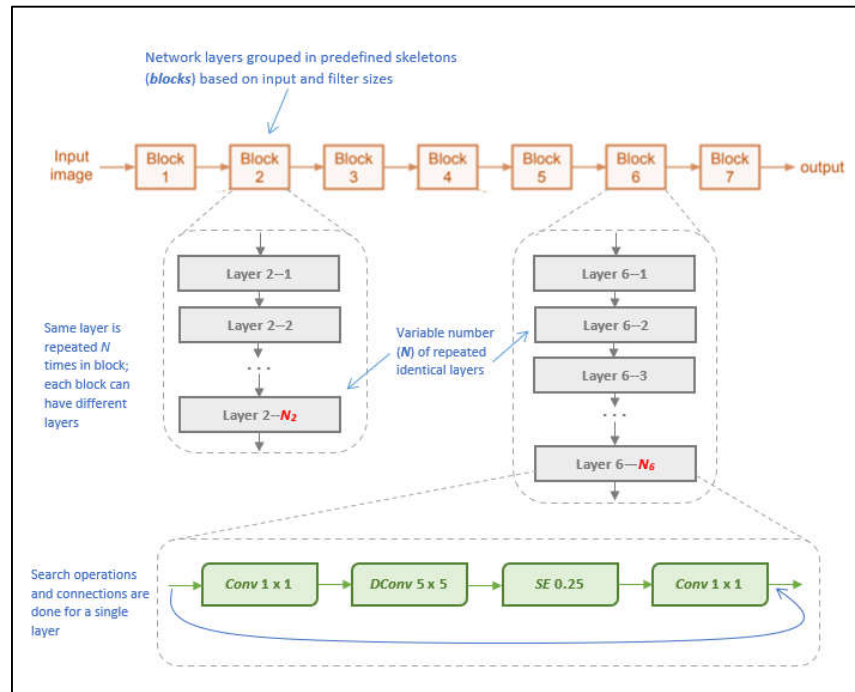 Network layers grouped in predefined skeletons
(blocks) based on input and filter sizes
Input
image
Block
1
Block
2
Block
3
Block
4
Block
5
Block
6
Block
7
output
Layer 2--1
Layer 2--2
...
Layer 2--N2
Same layer is
repeated N
times in block;
each block can
have different
layers
Variable number
(N) of repeated
identical layers
Layer 6--1
Layer 6--2
Layer 6--3
...
Layer 6—N6
Search operations
and connections are
done for a single
layer
Conv 1 x 1
DConv 5 x 5
SE 0.25
Conv 1 x 1